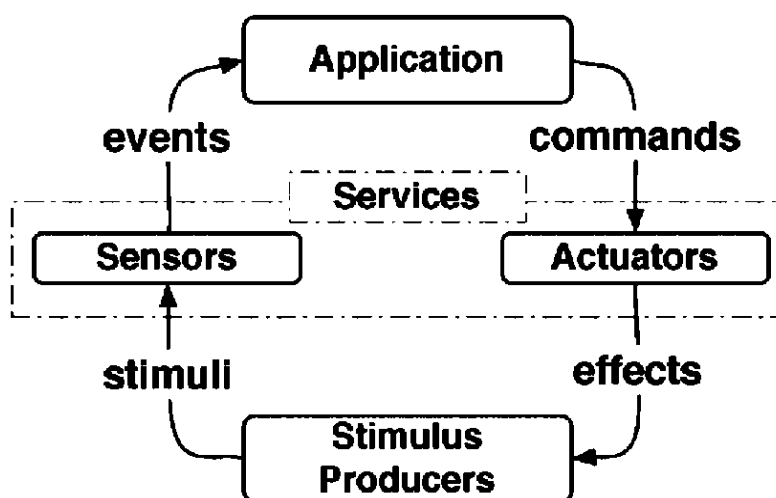 Application
events
commands
Services
Sensors
Actuators
stimuli
effects
Stimulus
Producers